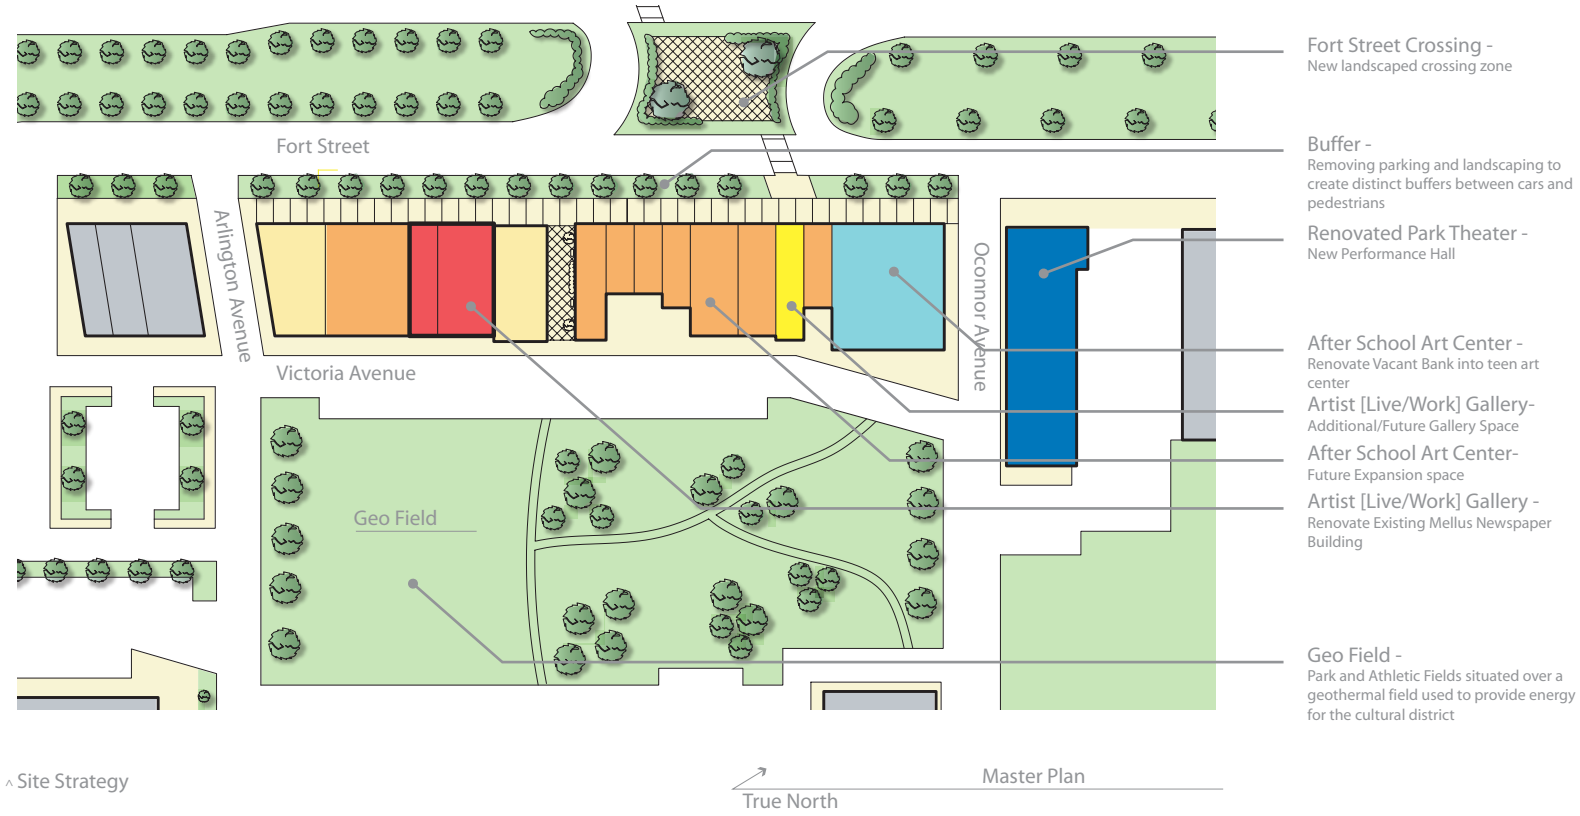 Fort Street Crossing -
New landscaped crossing zone
Fort Street
Buffer -
Removing parking and landscaping to
create distinct buffers between cars and
pedestrians
Arlington Avenue
Oconnor Avenue
Renovated Park Theater -
New Performance Hall
Victoria Avenue
After School Art Center -
Renovate Vacant Bank into teen art
center
Artist [Live/Work] Gallery-
Additional/Future Gallery Space
After School Art Center-
Future Expansion space
Artist [Live/Work] Gallery -
Renovate Existing Mellus Newspaper
Building
Geo Field
Geo Field -
Park and Athletic Fields situated over a
geothermal field used to provide energy
for the cultural district
^ Site Strategy
Master Plan
True North